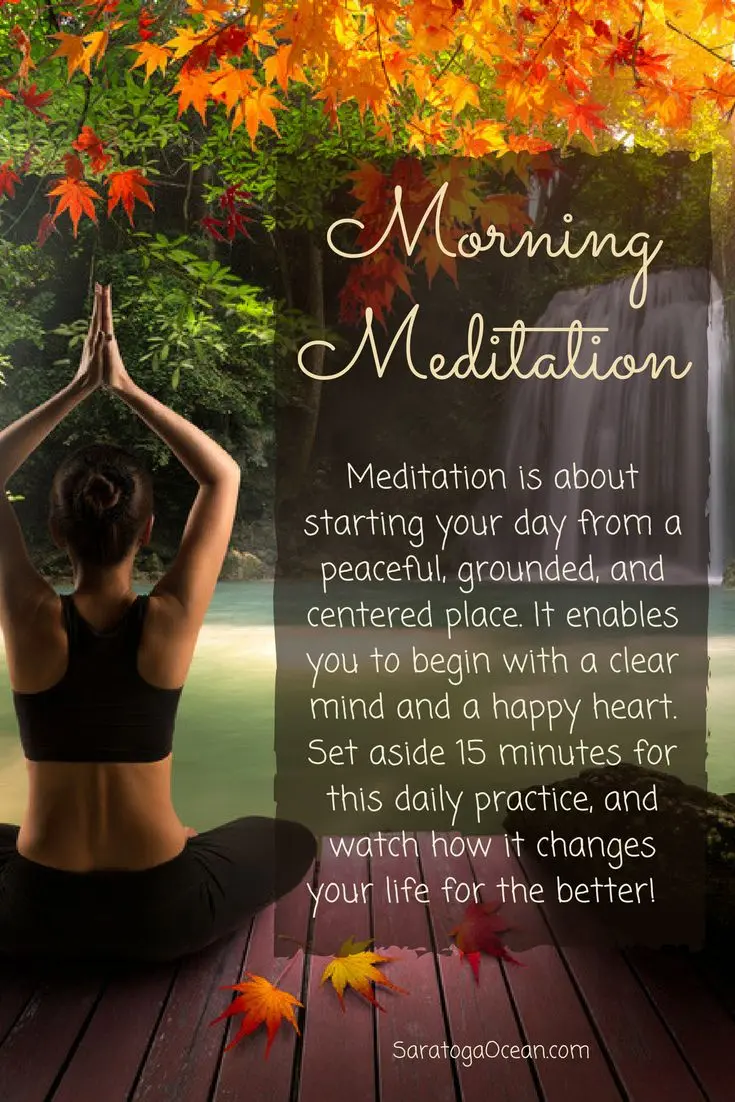 Morning
Meditation
Meditation is about
starting your day from a
peaceful, grounded, and
centered place. It enables
you to begin with a clear
mind and a happy heart.
Set aside 15 minutes for
this daily practice, and
watch how it changes
your life for the better!
SaratogaOcean.com